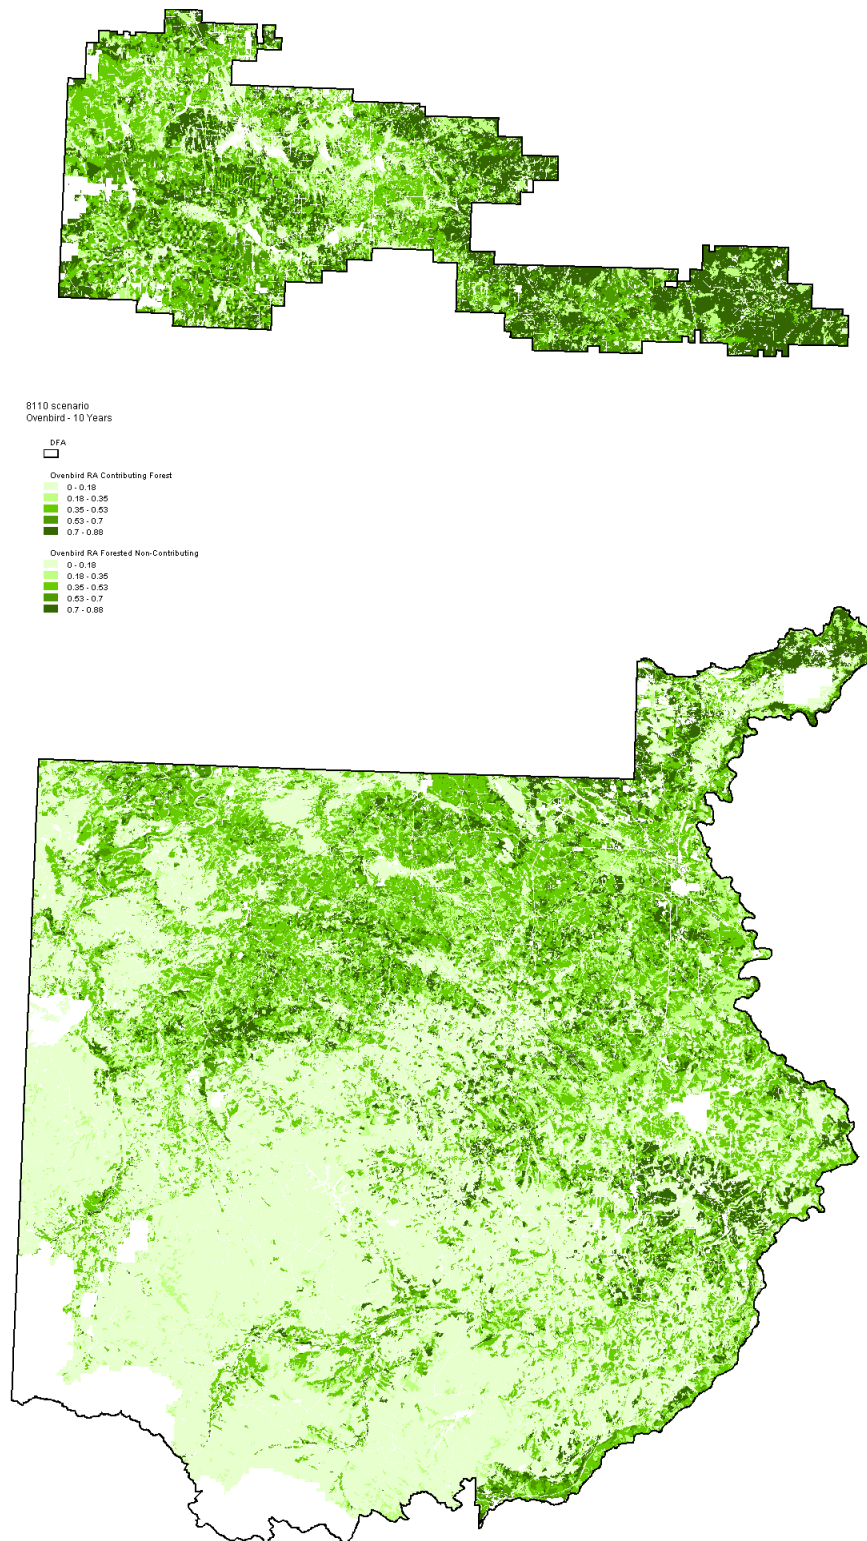 8110 scenario
Ovenbird - 10 Years
DFA
Ovenbird RA Contributing Forest
0 - 0.18
0.18 - 0.35
0.35 - 0.53
0.53 - 0.7
0.7 - 0.88
Ovenbird RA Forested Non-Contributing
0 - 0.18
0.18 - 0.35
0.35 - 0.53
0.53 - 0.7
0.7 - 0.88